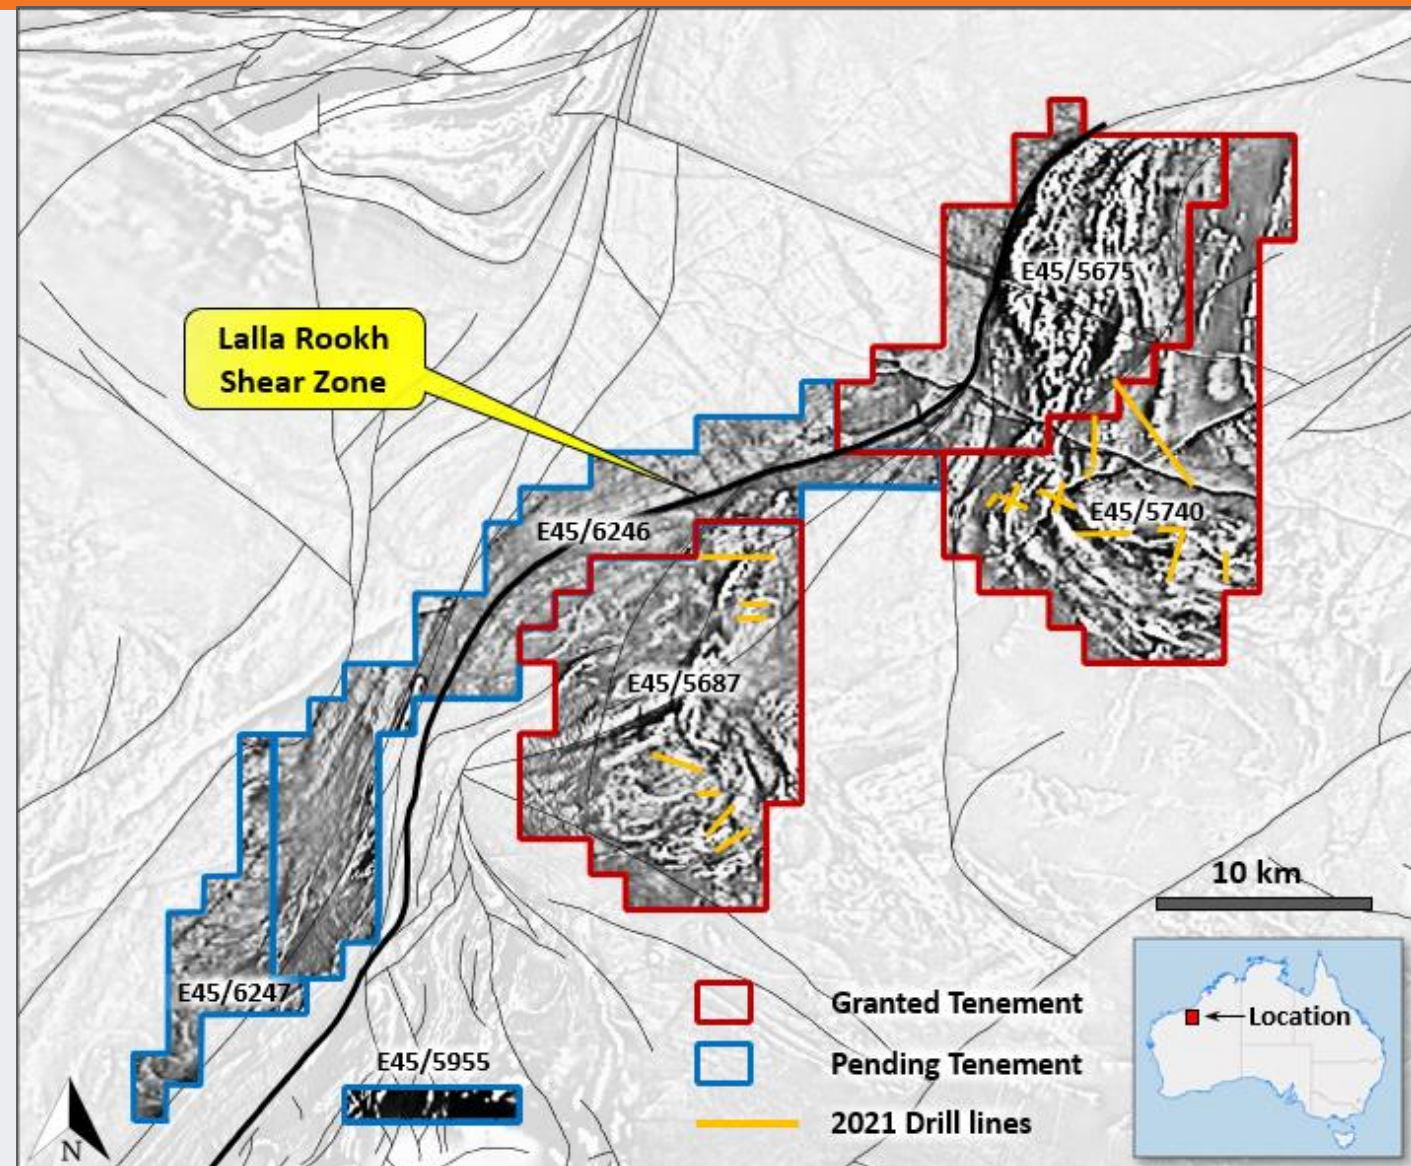 E45/5675
Lalla Rookh
Shear Zone
E45/6246
E45/5740
E45/5687
10 km
E45/6247
Granted Tenement
Location
E45/5955
Pending Tenement
2021 Drill lines
N